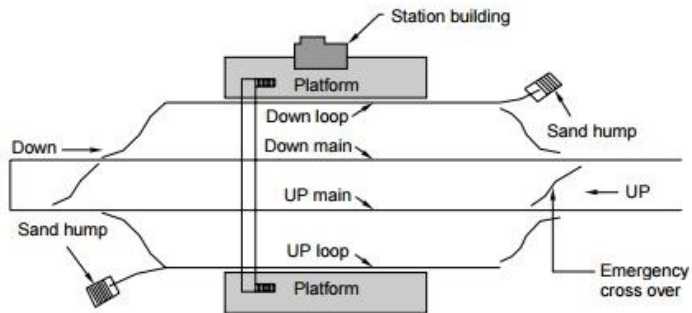 Station building
Platform
Down loop
Sand hump
Down
Down main
UP main
UP
Sand hump
UP loop
Platform
Emergency
cross over